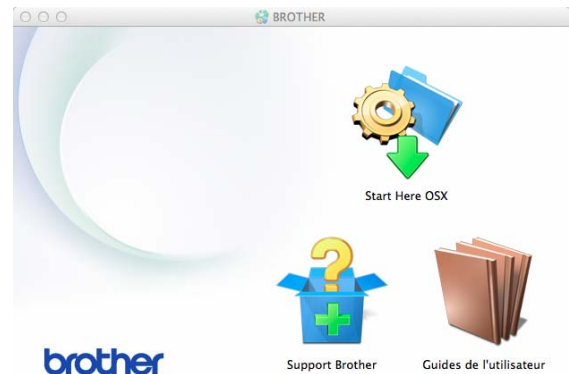 BROTHER
Start Here OSX
Support Brother
Guides de l'utilisateur
brother